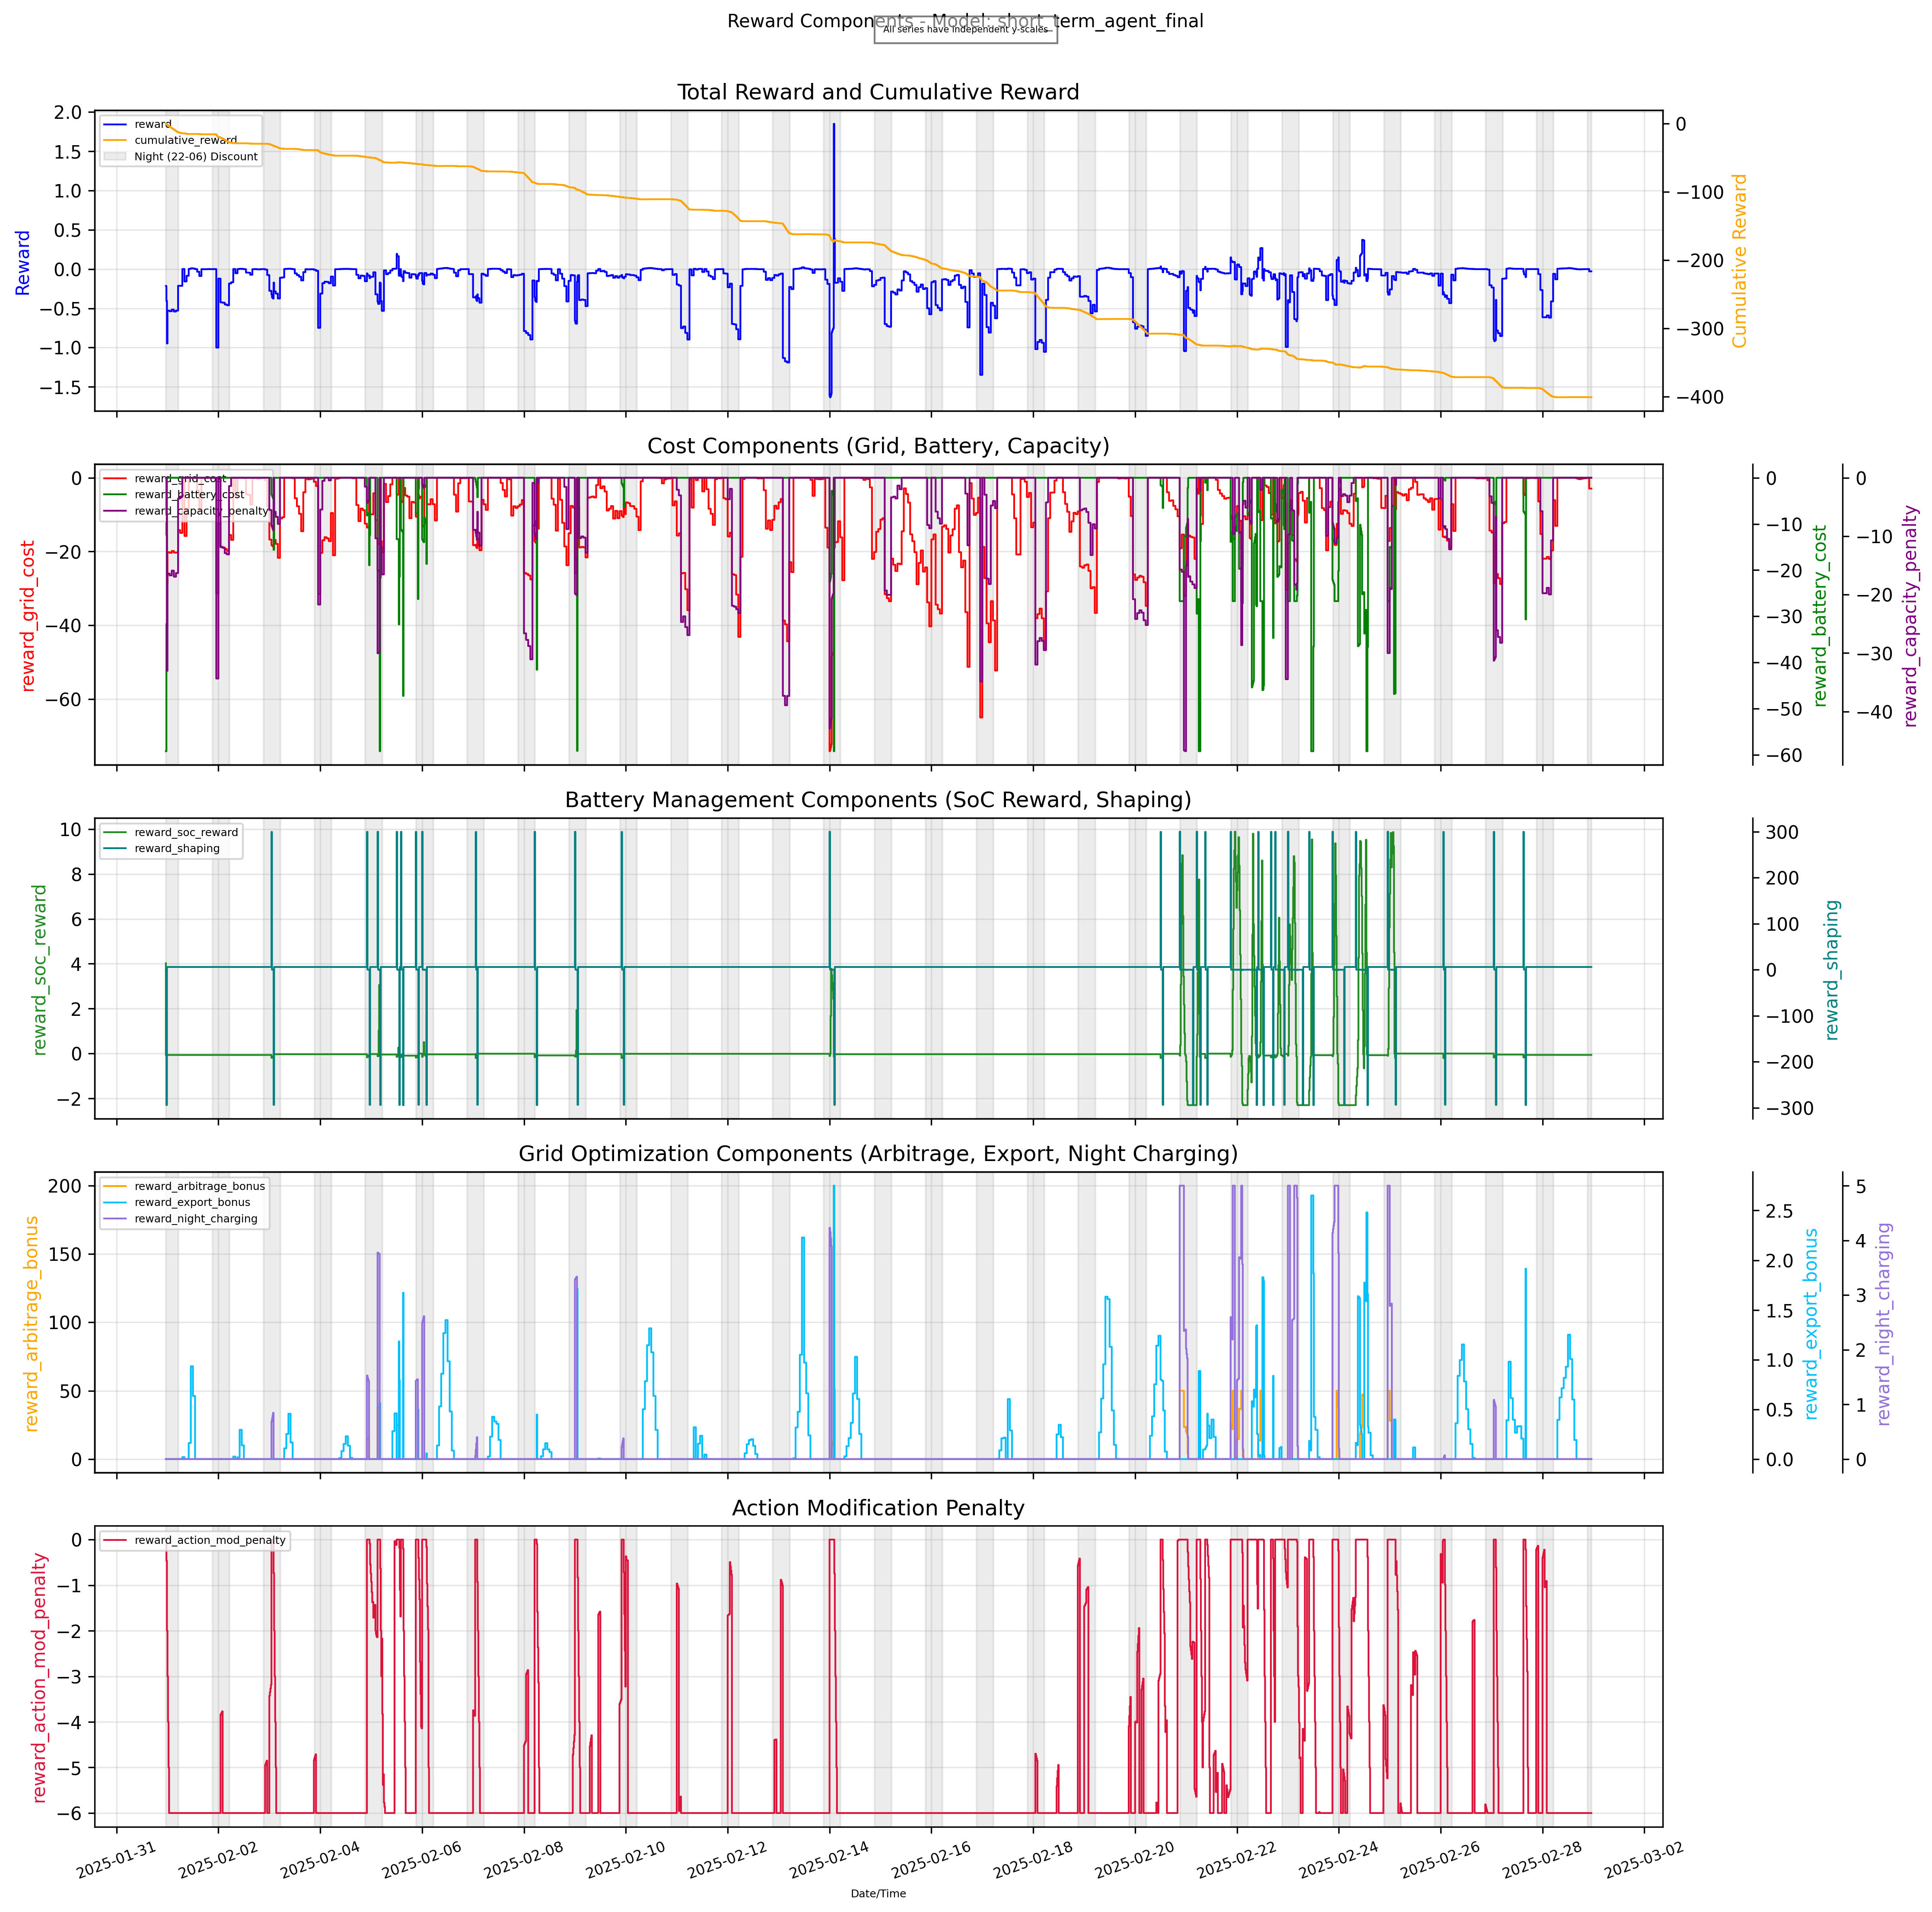 Reward Components - Model: short_term_agent_final
All series have independent y-scales
Total Reward and Cumulative Reward
reward
cumulative_reward
Night (22-06) Discount
2.0
1.5
1.0
0.5
0.0
−0.5
−1.0
−1.5
Reward
0
−100
−200
−300
−400
Cumulative Reward
Cost Components (Grid, Battery, Capacity)
reward_grid_cost
reward_battery_cost
reward_capacity_penalty
0
−20
−40
−60
reward_grid_cost
0
−10
−20
−30
−40
−50
−60
reward_battery_cost
0
−10
−20
−30
−40
reward_capacity_penalty
Battery Management Components (SoC Reward, Shaping)
reward_soc_reward
reward_shaping
10
8
6
4
2
0
−2
reward_soc_reward
300
200
100
0
−100
−200
−300
reward_shaping
Grid Optimization Components (Arbitrage, Export, Night Charging)
reward_arbitrage_bonus
reward_export_bonus
reward_night_charging
200
150
100
50
0
reward_arbitrage_bonus
2.5
2.0
1.5
1.0
0.5
0.0
reward_export_bonus
5
4
3
2
1
0
reward_night_charging
Action Modification Penalty
reward_action_mod_penalty
0
−1
−2
−3
−4
−5
−6
reward_action_mod_penalty
2025-01-31
2025-02-02
2025-02-04
2025-02-06
2025-02-08
2025-02-10
2025-02-12
2025-02-14
2025-02-16
2025-02-18
2025-02-20
2025-02-22
2025-02-24
2025-02-26
2025-02-28
2025-03-02
Date/Time